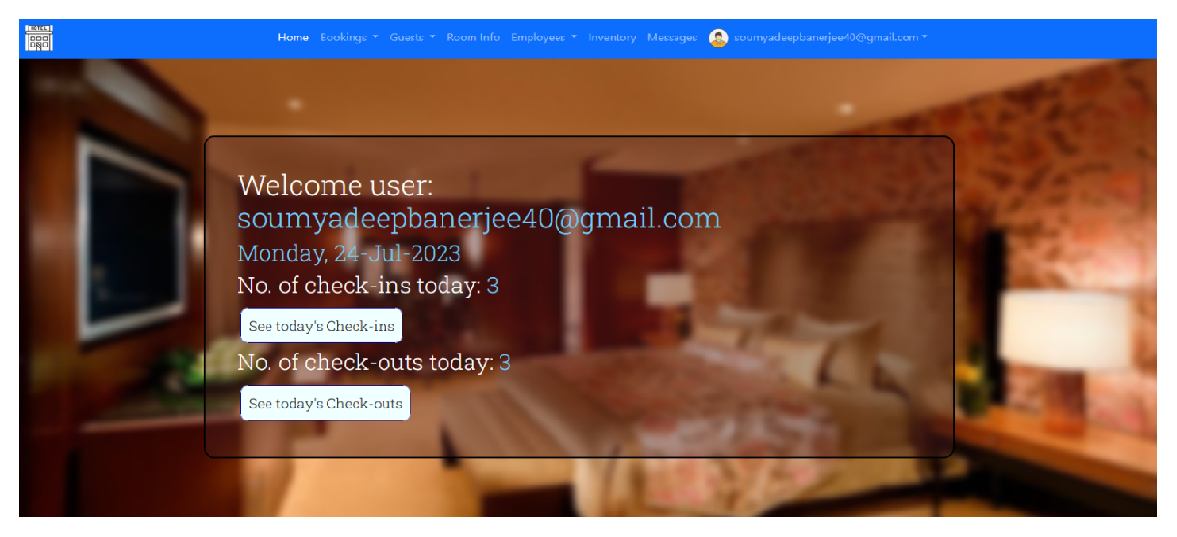 HOTEL
Home Bookings Guests Room Info Employees Inventory Messages soumyadeepbanerjee40@gmail.com
Welcome user:
soumyadeepbanerjee40@gmail.com
Monday, 24-Jul-2023
No. of check-ins today: 3
See today's Check-ins
No. of check-outs today: 3
See today's Check-outs